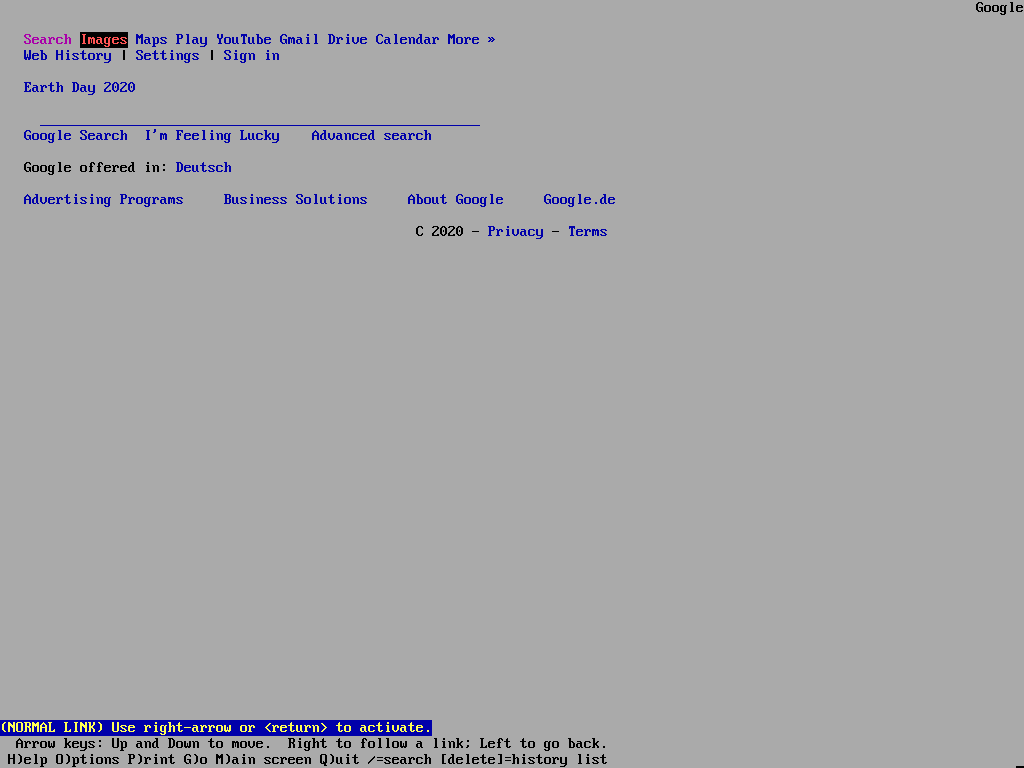 Google
Search Images Maps Play YouTube Gmail Drive Calendar More »
Web History | Settings | Sign in
Earth Day 2020
Google Search I'm Feeling Lucky Advanced search
Google offered in: Deutsch
Advertising Programs Business Solutions About Google Google.de
C 2020 - Privacy - Terms
(NORMAL LINK) Use right-arrow or <return> to activate.
Arrow keys: Up and Down to move. Right to follow a link; Left to go back.
H)elp O)ptions P)rint G)o M)ain screen Q)uit /=search [delete]=history list